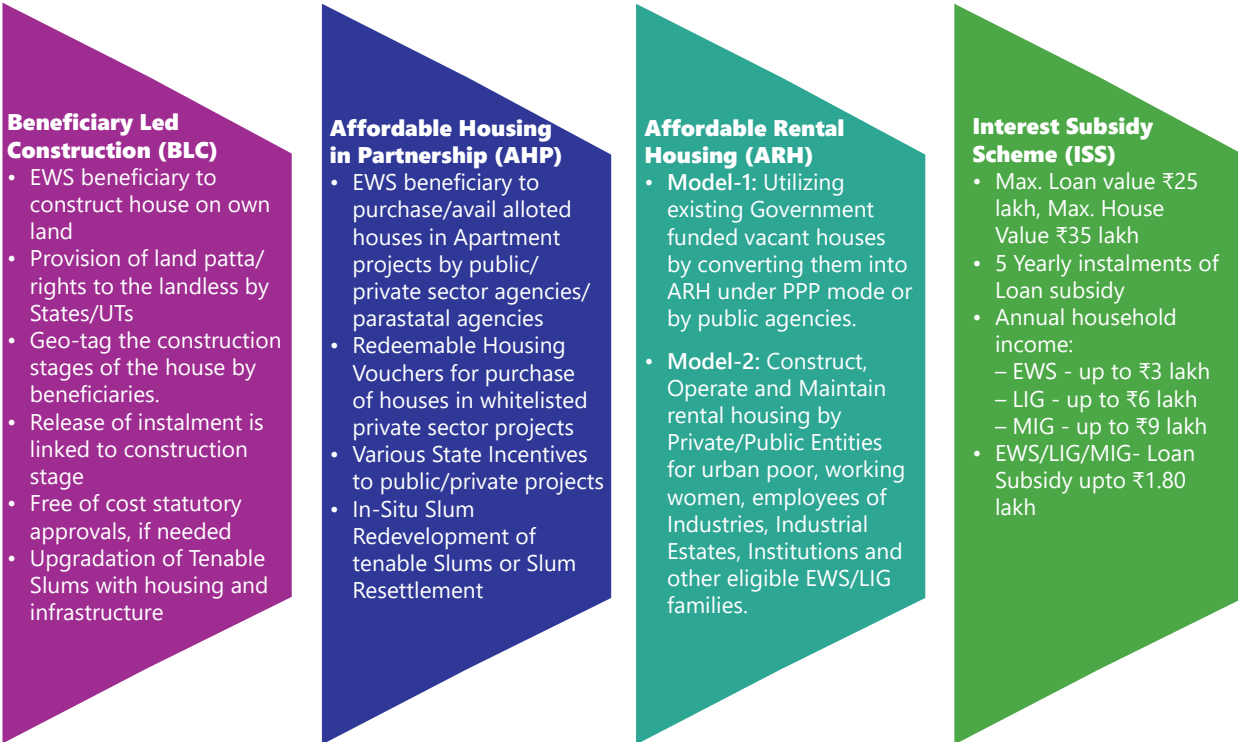 Beneficiary Led
Construction (BLC)
• EWS beneficiary to
construct house on own
land
• Provision of land patta/
rights to the landless by
States/UTs
• Geo-tag the construction
stages of the house by
beneficiaries.
• Release of instalment is
linked to construction
stage
• Free of cost statutory
approvals, if needed
• Upgradation of Tenable
Slums with housing and
infrastructure
Affordable Housing
in Partnership (AHP)
• EWS beneficiary to
purchase/avail alloted
houses in Apartment
projects by public/
private sector agencies/
parastatal agencies
• Redeemable Housing
Vouchers for purchase
of houses in whitelisted
private sector projects
• Various State Incentives
to public/private projects
• In-Situ Slum
Redevelopment of
tenable Slums or Slum
Resettlement
Affordable Rental
Housing (ARH)
• Model-1: Utilizing
existing Government
funded vacant houses
by converting them into
ARH under PPP mode or
by public agencies.
• Model-2: Construct,
Operate and Maintain
rental housing by
Private/Public Entities
for urban poor, working
women, employees of
Industries, Industrial
Estates, Institutions and
other eligible EWS/LIG
families.
Interest Subsidy
Scheme (ISS)
• Max. Loan value ₹25
lakh, Max. House
Value ₹35 lakh
• 5 Yearly instalments of
Loan subsidy
• Annual household
income:
– EWS - up to ₹3 lakh
– LIG - up to ₹6 lakh
– MIG - up to ₹9 lakh
• EWS/LIG/MIG- Loan
Subsidy upto ₹1.80
lakh